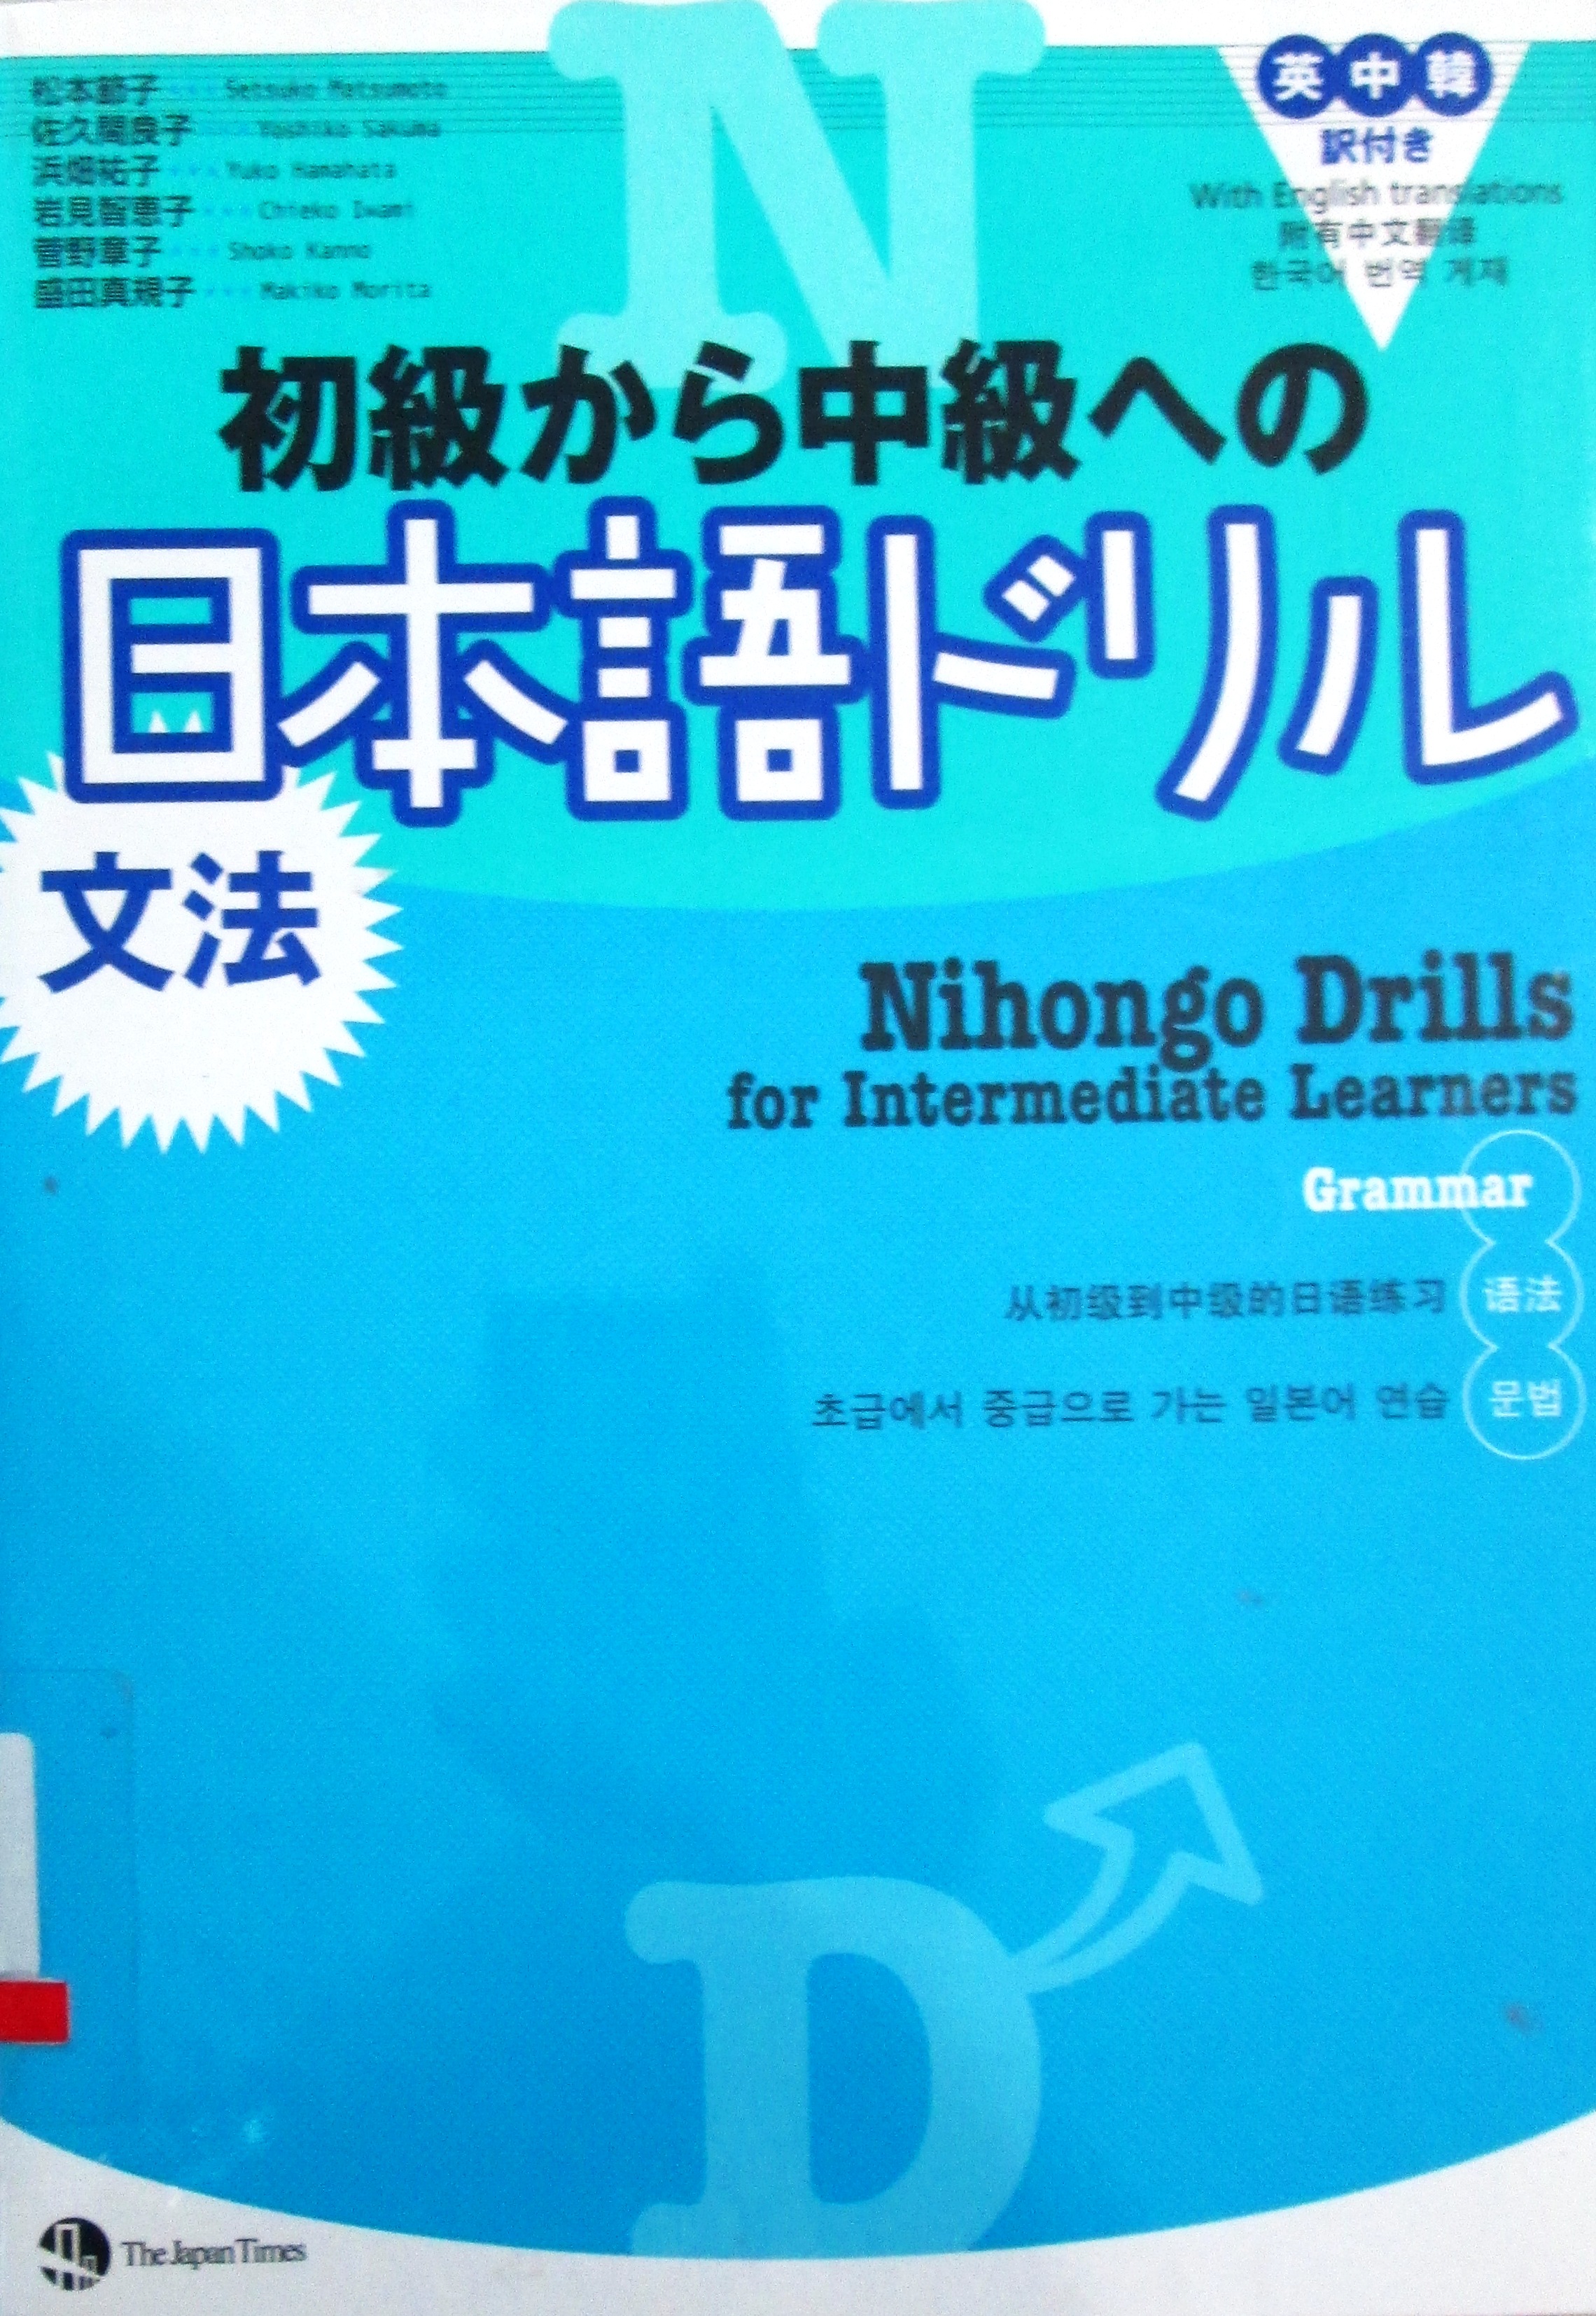 松本節子 Setsuko Matsumoto
佐久間良子 Yoshiko Sakuma
浜畑祐子 Yuko Hamahata
岩見智恵子 Chieko Iwami
菅野章子 Shoko Kanno
盛田真規子 Makiko Morita
英中韓
訳付き
With English translations
附有中文翻译
한국어 번역 게재
N
初級から中級への
日本語ドリル
文法
Nihongo Drills
for Intermediate Learners
Grammar
从初级到中级的日语练习 语法
초급에서 중급으로 가는 일본어 연습 문법
D
The Japan Times